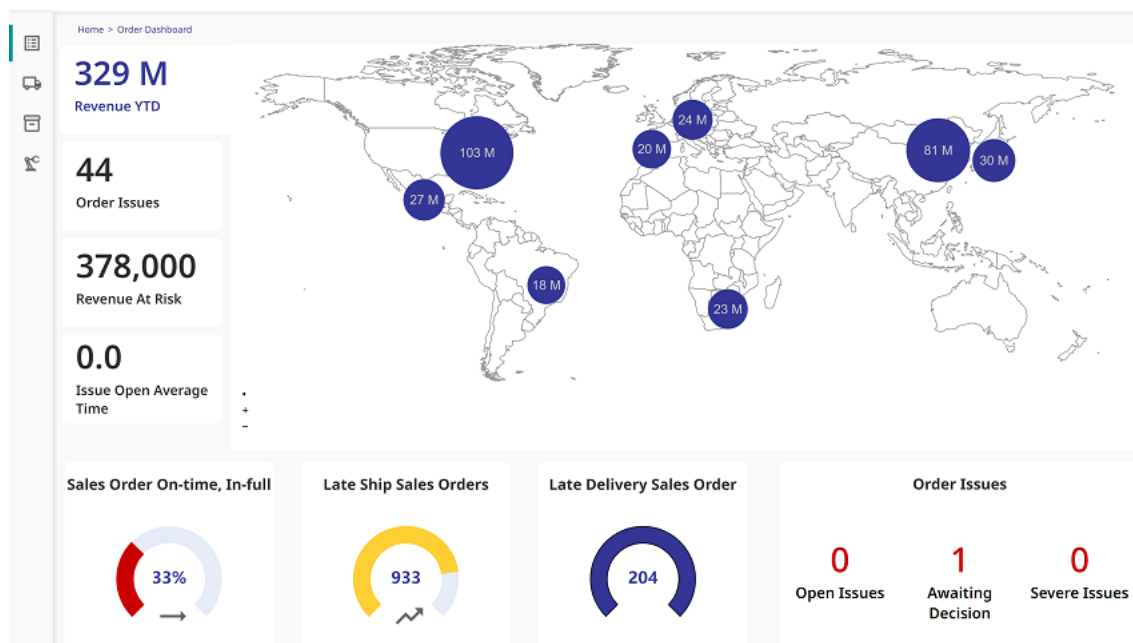 Home > Order Dashboard
329 M
Revenue YTD
44
Order Issues
378,000
Revenue At Risk
0.0
Issue Open Average
Time
103 M
27 M
18 M
24 M
20 M
23 M
81 M
30 M
+
−
Sales Order On-time, In-full
33%
Late Ship Sales Orders
933
Late Delivery Sales Order
204
Order Issues
0
Open Issues
1
Awaiting
Decision
0
Severe Issues